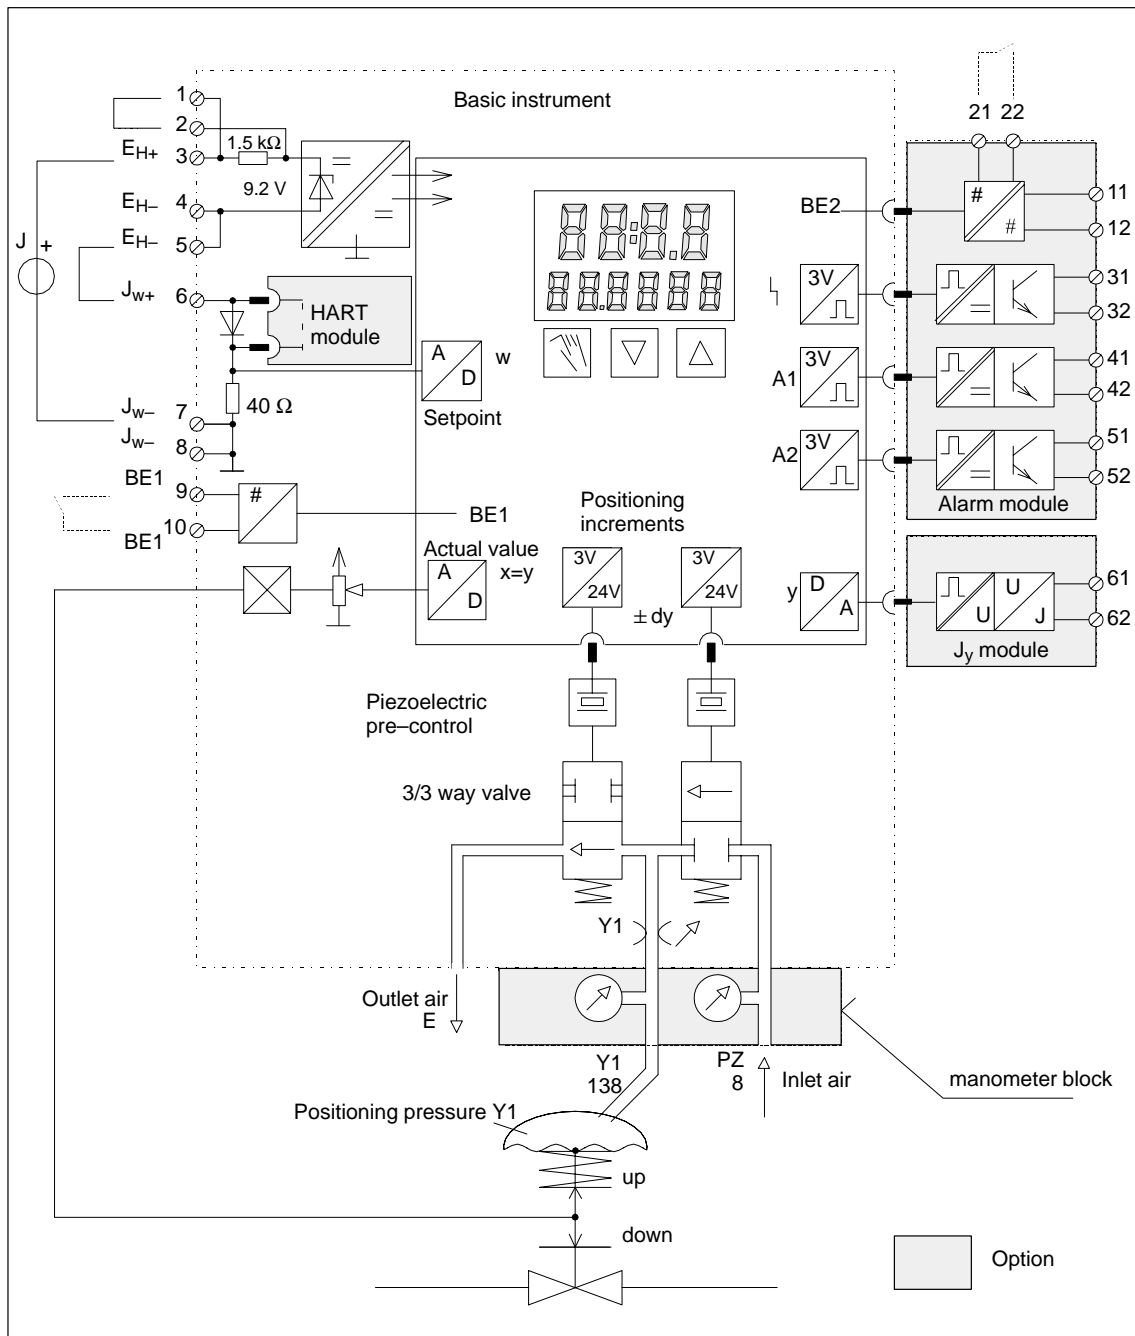 Basic instrument
21 22
1
2
1.5 kΩ
EH+ 3
9.2 V
EH– 4
EH– 5
J +
JW+ 6
HART
module
A
D
w
Setpoint
40 Ω
JW– 7
JW– 8
BE1
9
#
BE1
10
BE1
BE2
#
#
11
12
3V
31
32
A1
3V
41
42
A2
3V
51
52
Alarm module
Positioning
increments
3V
24V
3V
24V
± dy
Actual value
x=y
A
D
y
D
A
U
U
J
61
62
Jy module
Piezoelectric
pre–control
3/3 way valve
Y1
Outlet air
E
Y1
138
PZ
8
Inlet air
manometer block
Positioning pressure Y1
up
down
Option